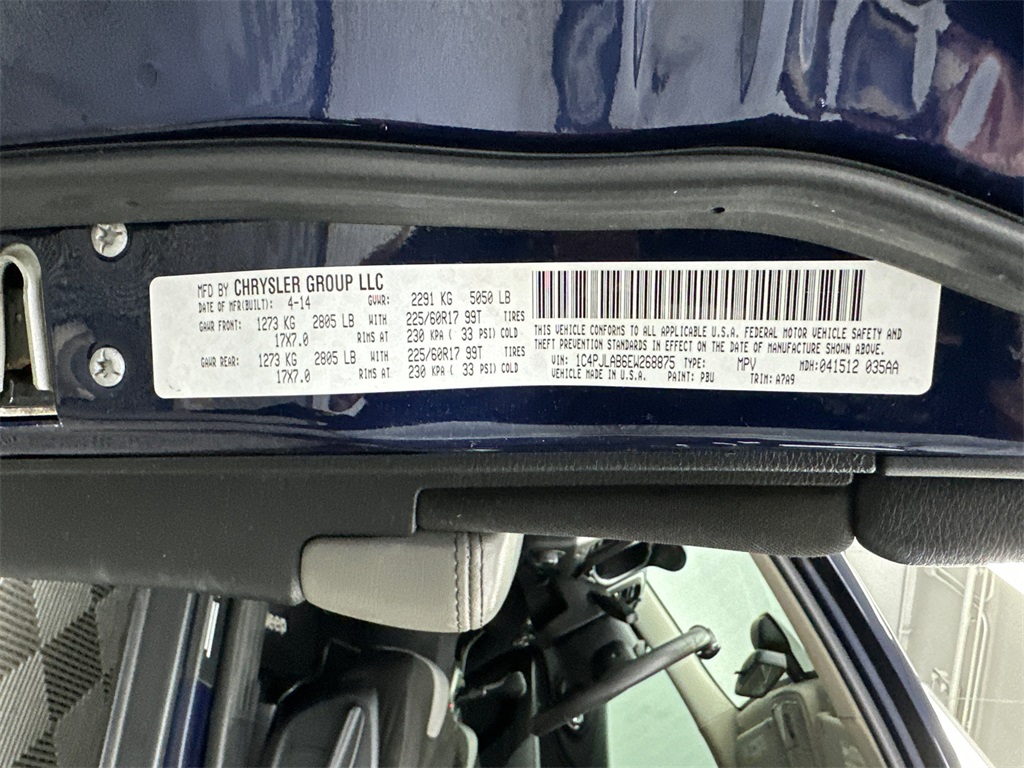 MFD BY CHRYSLER GROUP LLC
DATE OF MFR(BUILT): 4-14 GVWR: 2291 KG 5050 LB
GAWR FRONT: 1273 KG 2805 LB WITH 225/60R17 99T TIRES
17X7.0 RIMS AT 230 KPA ( 33 PSI) COLD
GAWR REAR: 1273 KG 2805 LB WITH 225/60R17 99T TIRES
17X7.0 RIMS AT 230 KPA ( 33 PSI) COLD
THIS VEHICLE CONFORMS TO ALL APPLICABLE U.S.A. FEDERAL MOTOR VEHICLE SAFETY AND
THEFT PREVENTION STANDARDS IN EFFECT ON THE DATE OF MANUFACTURE SHOWN ABOVE.
VIN: 1C4PJLAB6EW268875 TYPE: MPV MDH: 041512 035AA
VEHICLE MADE IN U.S.A. PAINT: PBU TRIM: A7A9
Jeep